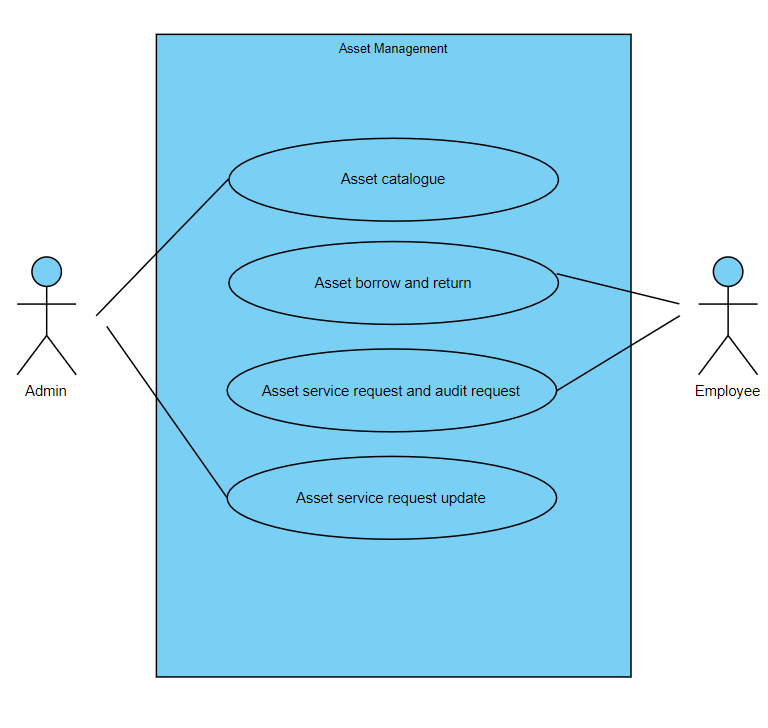 Asset Management
Asset catalogue
Asset borrow and return
Asset service request and audit request
Admin
Employee
Asset service request update